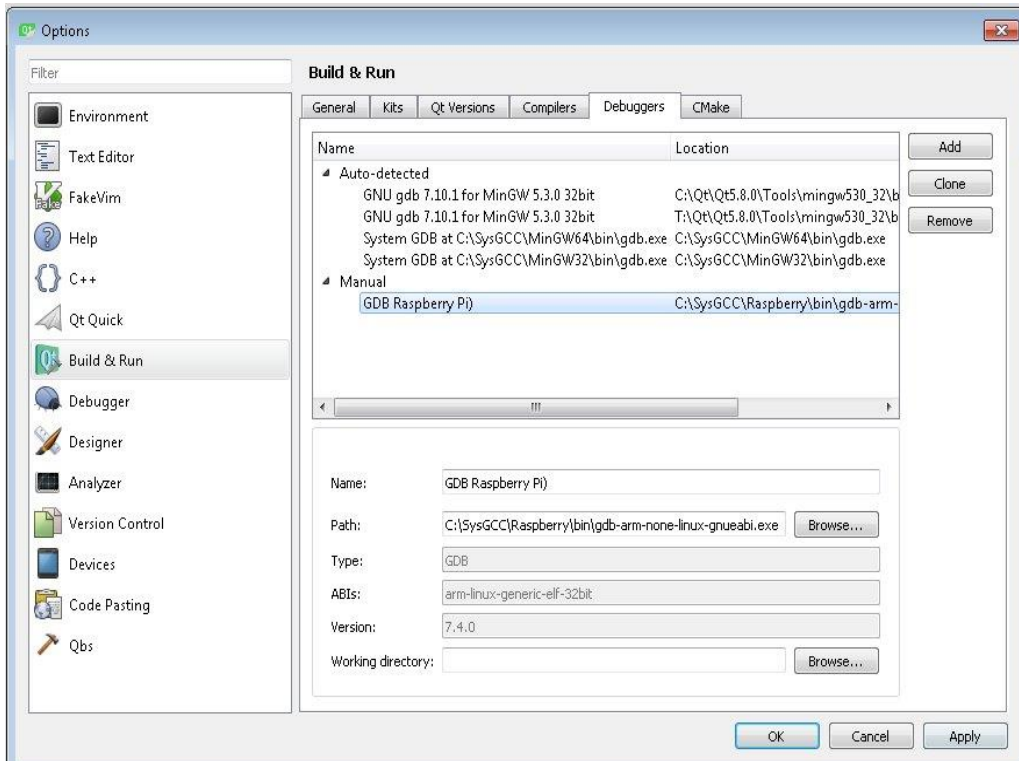 Options
Filter
Environment
Text Editor
FakeVim
Help
C++
Qt Quick
Build & Run
Debugger
Designer
Analyzer
Version Control
Devices
Code Pasting
Qbs
Build & Run
General Kits Qt Versions Compilers Debuggers CMake
Name Location
Auto-detected
GNU gdb 7.10.1 for MinGW 5.3.0 32bit C:\Qt\Qt5.8.0\Tools\mingw530_32\b
GNU gdb 7.10.1 for MinGW 5.3.0 32bit T:\Qt\Qt5.8.0\Tools\mingw530_32\b
System GDB at C:\SysGCC\MinGW64\bin\gdb.exe C:\SysGCC\MinGW64\bin\gdb.exe
System GDB at C:\SysGCC\MinGW32\bin\gdb.exe C:\SysGCC\MinGW32\bin\gdb.exe
Manual
GDB Raspberry Pi) C:\SysGCC\Raspberry\bin\gdb-arm-
Add
Clone
Remove
Name: GDB Raspberry Pi)
Path: C:\SysGCC\Raspberry\bin\gdb-arm-none-linux-gnueabi.exe Browse...
Type: GDB
ABIs: arm-linux-generic-elf-32bit
Version: 7.4.0
Working directory: Browse...
OK Cancel Apply